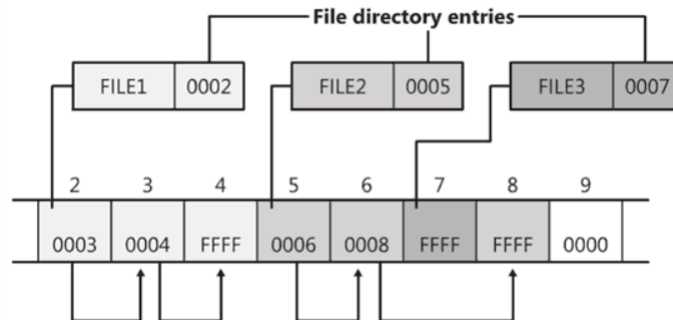 File directory entries
FILE1 0002 FILE2 0005 FILE3 0007
2 3 4 5 6 7 8 9
0003 0004 FFFF 0006 0008 FFFF FFFF 0000